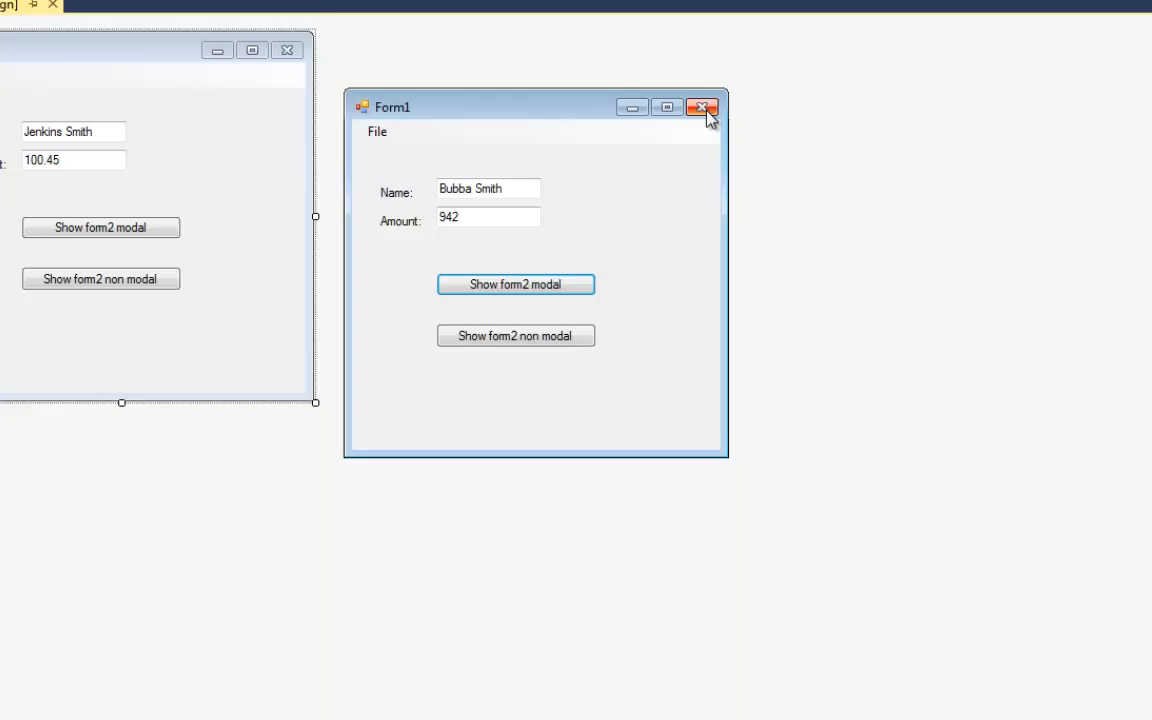 gn]
Jenkins Smith
t:
100.45
Show form2 modal
Show form2 non modal
Form1
File
Name:
Bubba Smith
Amount:
942
Show form2 modal
Show form2 non modal